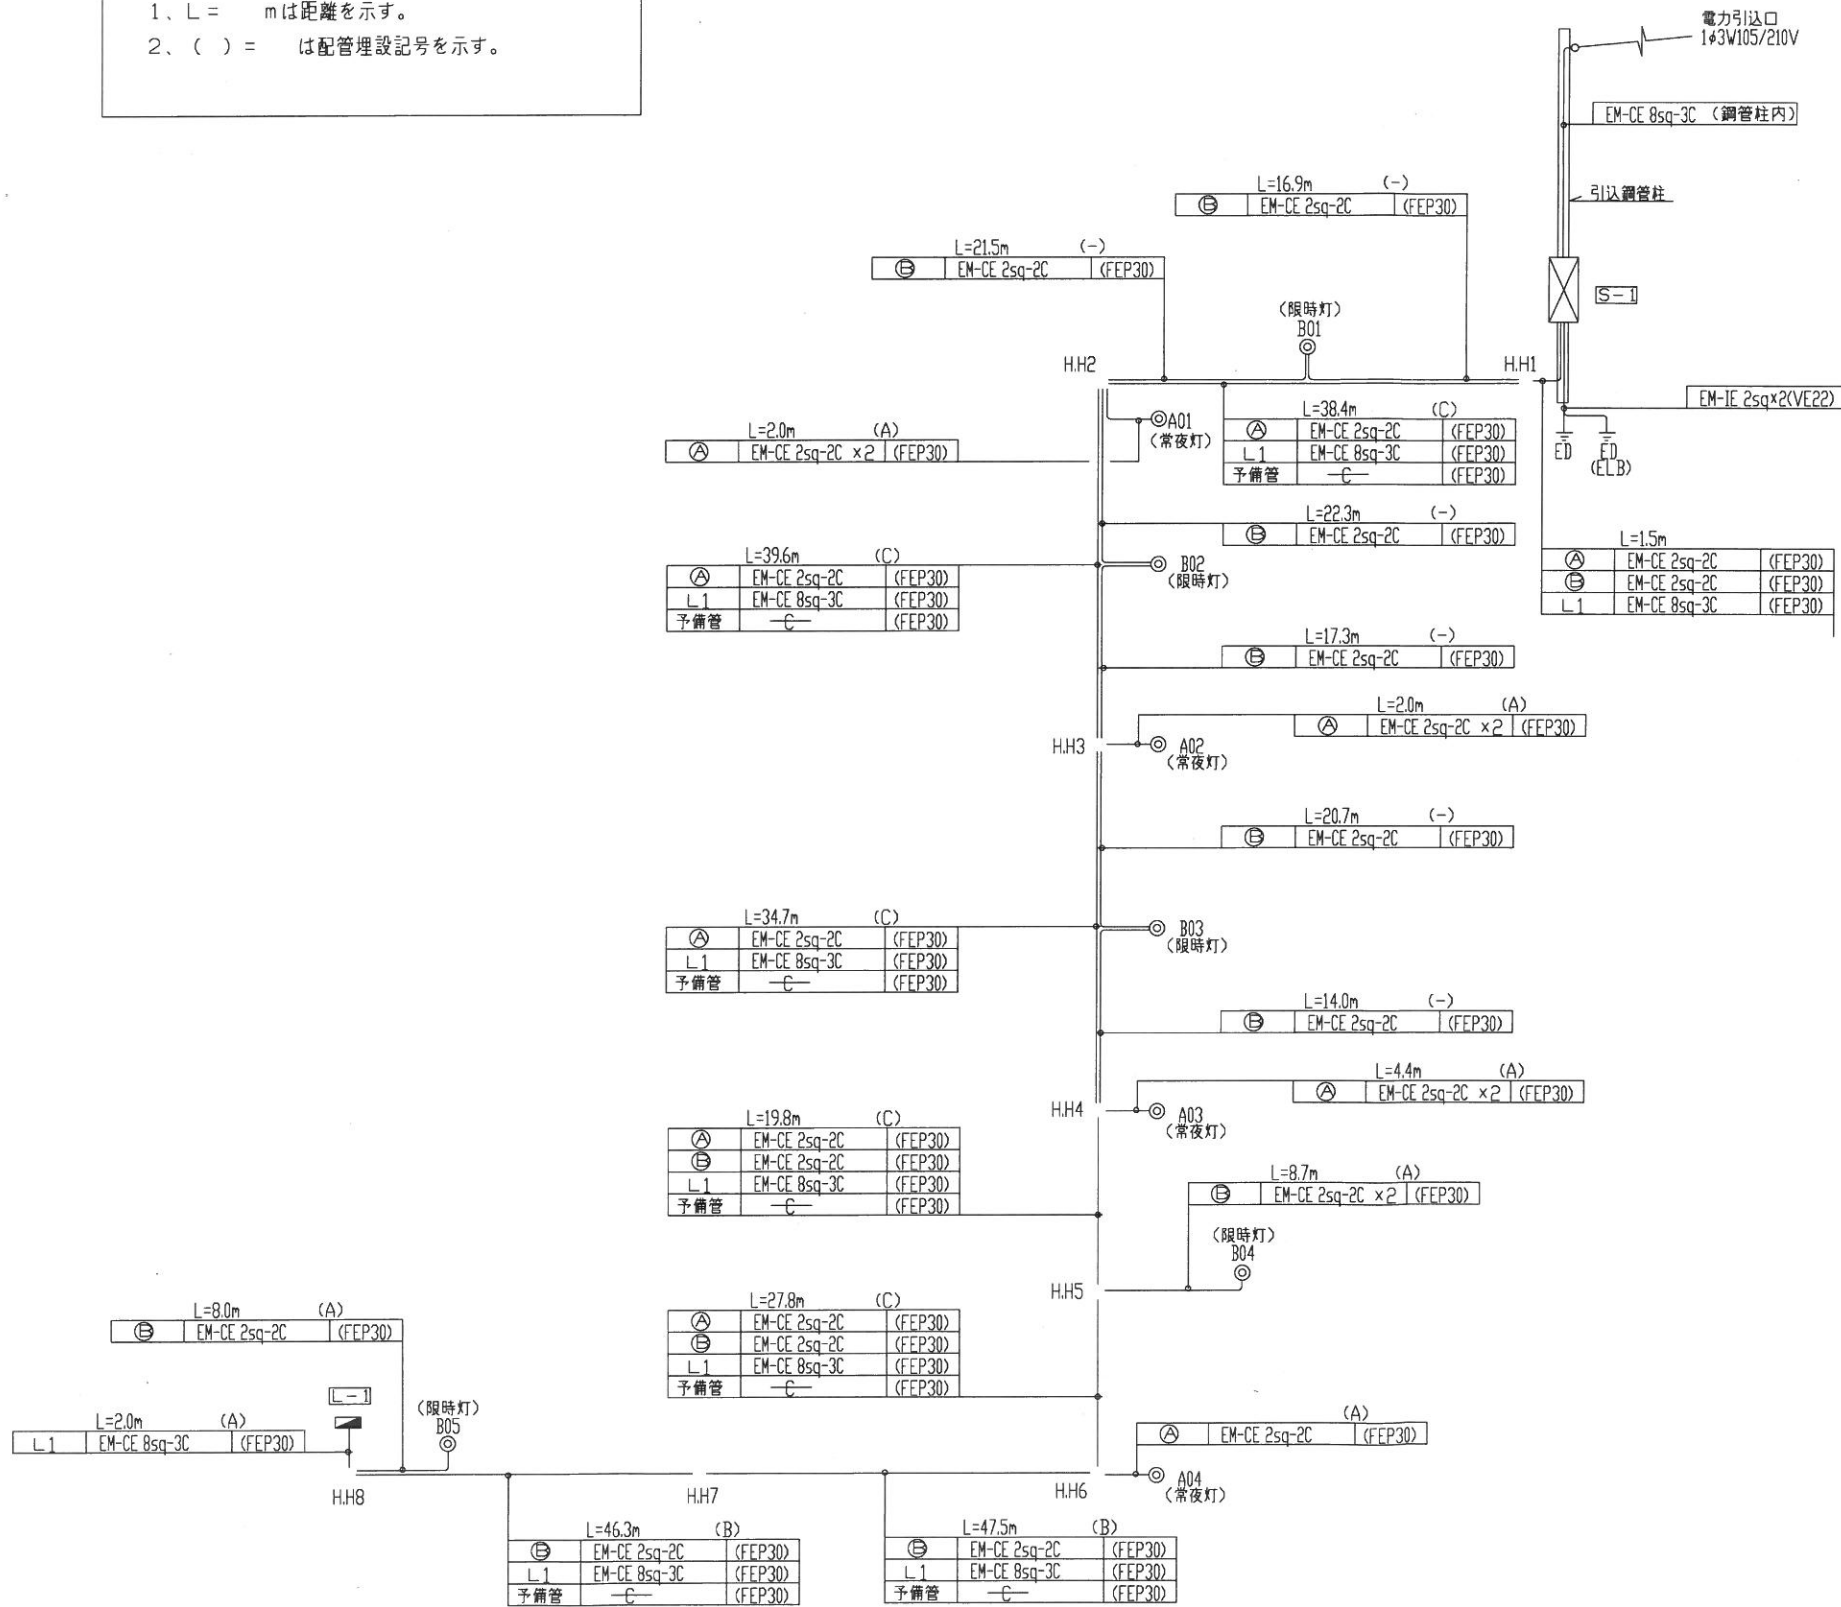 1、L=　　mは距離を示す。
2、( )=　　は配管埋設記号を示す。
電力引込口
1φ3W105/210V
EM-CE 8sq-3C (鋼管柱内)
引込鋼管柱
S-1
L=16.9m (-)
Ⓑ EM-CE 2sq-2C (FEP30)
L=21.5m (-)
Ⓑ EM-CE 2sq-2C (FEP30)
(限時灯)
B01
H.H2
H.H1
EM-IE 2sq×2(VE22)
ED
ED
(ELB)
A01
(常夜灯)
L=38.4m (C)
Ⓐ EM-CE 2sq-2C (FEP30)
L1 EM-CE 8sq-3C (FEP30)
予備管 C (FEP30)
L=2.0m (A)
Ⓐ EM-CE 2sq-2C ×2 (FEP30)
L=22.3m (-)
Ⓑ EM-CE 2sq-2C (FEP30)
L=1.5m
Ⓐ EM-CE 2sq-2C (FEP30)
Ⓑ EM-CE 2sq-2C (FEP30)
L1 EM-CE 8sq-3C (FEP30)
L=39.6m (C)
Ⓐ EM-CE 2sq-2C (FEP30)
L1 EM-CE 8sq-3C (FEP30)
予備管 C (FEP30)
B02
(限時灯)
L=17.3m (-)
Ⓑ EM-CE 2sq-2C (FEP30)
L=2.0m (A)
Ⓐ EM-CE 2sq-2C ×2 (FEP30)
H.H3
A02
(常夜灯)
L=20.7m (-)
Ⓑ EM-CE 2sq-2C (FEP30)
L=34.7m (C)
Ⓐ EM-CE 2sq-2C (FEP30)
L1 EM-CE 8sq-3C (FEP30)
予備管 C (FEP30)
B03
(限時灯)
L=14.0m (-)
Ⓑ EM-CE 2sq-2C (FEP30)
L=4.4m (A)
Ⓐ EM-CE 2sq-2C ×2 (FEP30)
H.H4
A03
(常夜灯)
L=19.8m (C)
Ⓐ EM-CE 2sq-2C (FEP30)
Ⓑ EM-CE 2sq-2C (FEP30)
L1 EM-CE 8sq-3C (FEP30)
予備管 C (FEP30)
L=8.7m (A)
Ⓑ EM-CE 2sq-2C ×2 (FEP30)
(限時灯)
B04
H.H5
L=27.8m (C)
Ⓐ EM-CE 2sq-2C (FEP30)
Ⓑ EM-CE 2sq-2C (FEP30)
L1 EM-CE 8sq-3C (FEP30)
予備管 C (FEP30)
L=8.0m (A)
Ⓑ EM-CE 2sq-2C (FEP30)
L-1
(限時灯)
B05
L=2.0m (A)
L1 EM-CE 8sq-3C (FEP30)
(A)
Ⓐ EM-CE 2sq-2C (FEP30)
A04
(常夜灯)
H.H8
H.H7
H.H6
L=46.3m (B)
Ⓑ EM-CE 2sq-2C (FEP30)
L1 EM-CE 8sq-3C (FEP30)
予備管 C (FEP30)
L=47.5m (B)
Ⓑ EM-CE 2sq-2C (FEP30)
L1 EM-CE 8sq-3C (FEP30)
予備管 C (FEP30)